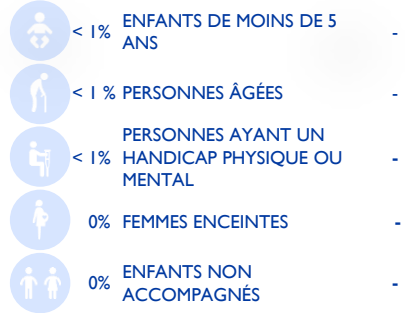 < 1% ENFANTS DE MOINS DE 5 -
ANS
< 1 % PERSONNES ÂGÉES -
PERSONNES AYANT UN
< 1% HANDICAP PHYSIQUE OU -
MENTAL
0% FEMMES ENCEINTES -
0% ENFANTS NON -
ACCOMPAGNÉS